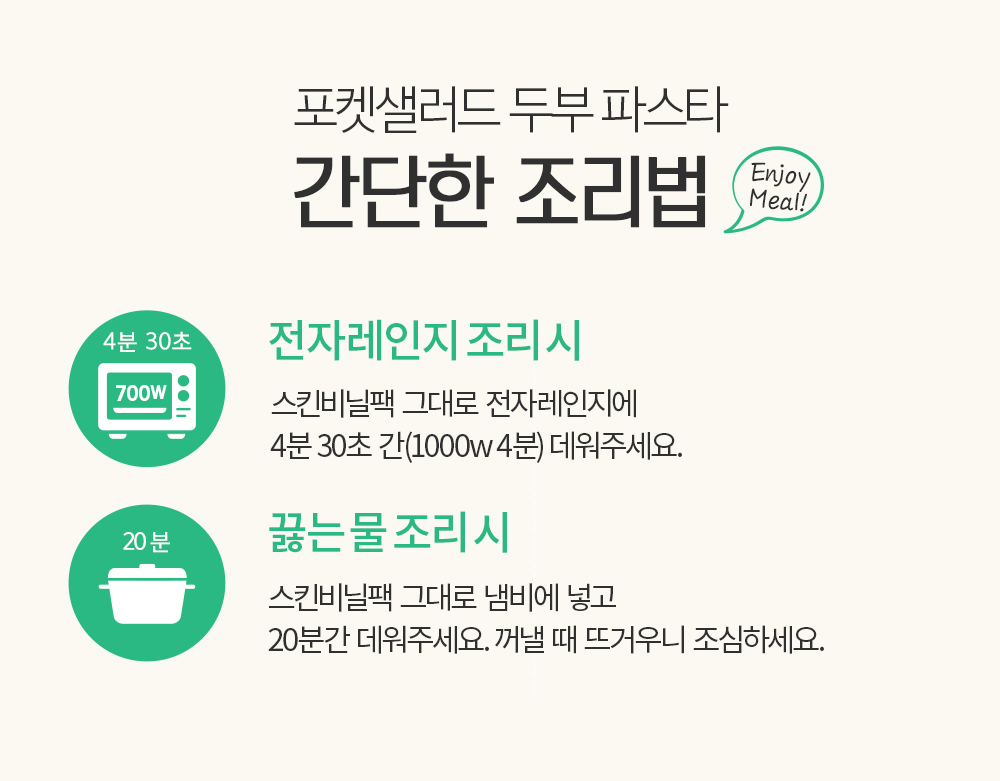 포켓샐러드 두부 파스타
간단한 조리법
Enjoy
Meal!
4분 30초
700W
전자레인지 조리 시
스킨비닐팩 그대로 전자레인지에
4분 30초 간(1000w 4분) 데워주세요.
20분
끓는 물 조리 시
스킨비닐팩 그대로 냄비에 넣고
20분간 데워주세요. 꺼낼 때 뜨거우니 조심하세요.